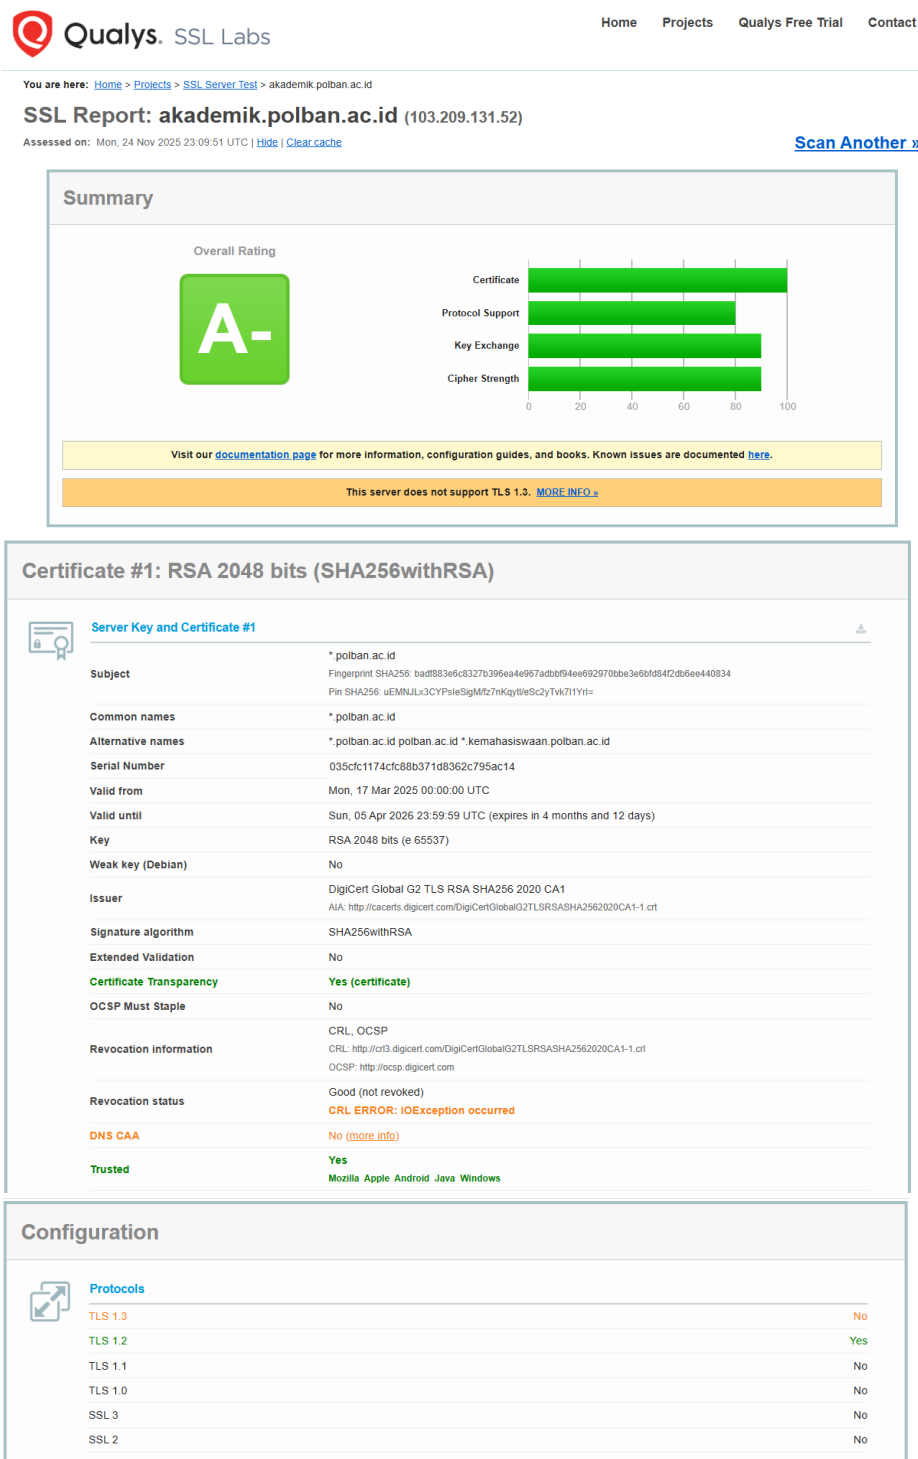 Qualys. SSL Labs
Home Projects Qualys Free Trial Contact
You are here: Home > Projects > SSL Server Test > akademik.polban.ac.id
SSL Report: akademik.polban.ac.id (103.209.131.52)
Assessed on: Mon, 24 Nov 2025 23:09:51 UTC | Hide | Clear cache
Scan Another »
Summary
Overall Rating
A-
Certificate
Protocol Support
Key Exchange
Cipher Strength
0 20 40 60 80 100
Visit our documentation page for more information, configuration guides, and books. Known issues are documented here.
This server does not support TLS 1.3. MORE INFO »
Certificate #1: RSA 2048 bits (SHA256withRSA)
Server Key and Certificate #1
Subject
*.polban.ac.id
Fingerprint SHA256: badf883e6c8327b396ea4e967adbbf94ee692970bbe3e6bfd84f2db6ee440834
Pin SHA256: uEMNJLx3CYPsIeSigM/fz7nKqytl/eSc2yTvk7I1YrI=
Common names *.polban.ac.id
Alternative names *.polban.ac.id polban.ac.id *.kemahasiswaan.polban.ac.id
Serial Number 035cfc1174cfc88b371d8362c795ac14
Valid from Mon, 17 Mar 2025 00:00:00 UTC
Valid until Sun, 05 Apr 2026 23:59:59 UTC (expires in 4 months and 12 days)
Key RSA 2048 bits (e 65537)
Weak key (Debian) No
Issuer
DigiCert Global G2 TLS RSA SHA256 2020 CA1
AIA: http://cacerts.digicert.com/DigiCertGlobalG2TLSRSASHA2562020CA1-1.crt
Signature algorithm SHA256withRSA
Extended Validation No
Certificate Transparency Yes (certificate)
OCSP Must Staple No
Revocation information
CRL, OCSP
CRL: http://crl3.digicert.com/DigiCertGlobalG2TLSRSASHA2562020CA1-1.crl
OCSP: http://ocsp.digicert.com
Revocation status
Good (not revoked)
CRL ERROR: IOException occurred
DNS CAA No (more info)
Trusted
Yes
Mozilla Apple Android Java Windows
Configuration
Protocols
TLS 1.3 No
TLS 1.2 Yes
TLS 1.1 No
TLS 1.0 No
SSL 3 No
SSL 2 No